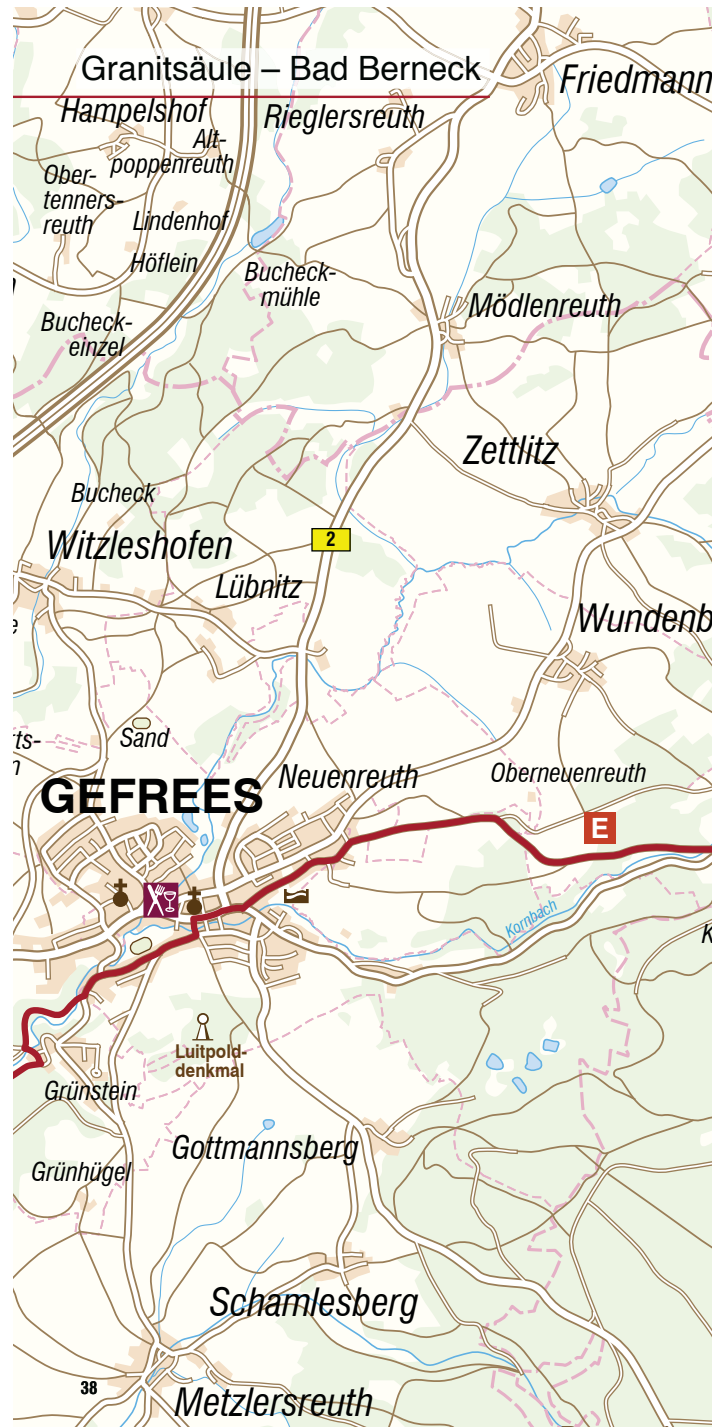 Granitsäule – Bad Berneck
Friedmann
Hampelshof
Rieglersreuth
Alt-
poppenreuth
Ober-
tenners-
reuth
Lindenhof
Höflein
Bucheck-
mühle
Bucheck-
einzel
Mödlenreuth
Zettlitz
Bucheck
Witzleshofen
2
Lübnitz
Wundenb
e
ts-
n
Sand
Neuenreuth
Oberneuenreuth
GEFREES
E
Kornbach
K
Luitpold-
denkmal
Grünstein
Gottmannsberg
Grünhügel
Schamlesberg
38
Metzlersreuth